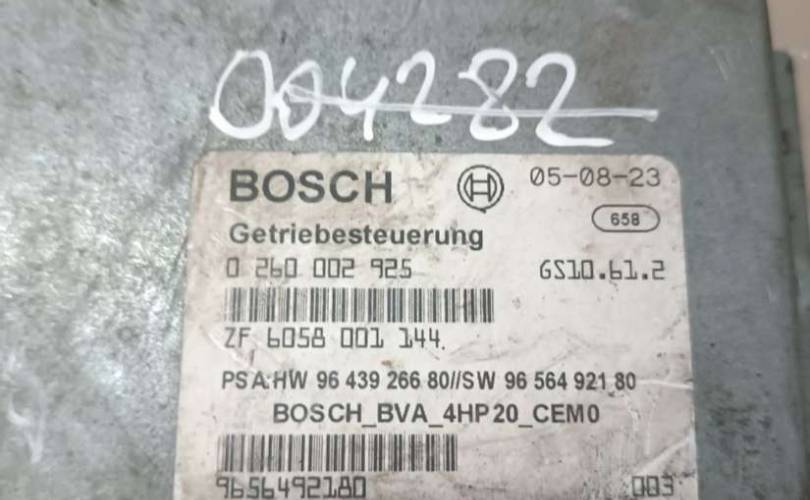 004282
BOSCH 05-08-23
658
Getriebesteuerung
0 260 002 925 GS10.61.2
ZF 6058 001 144.
PSA:HW 96 439 266 80//SW 96 564 921 80
BOSCH_BVA_4HP20_CEM0
9656492180 003